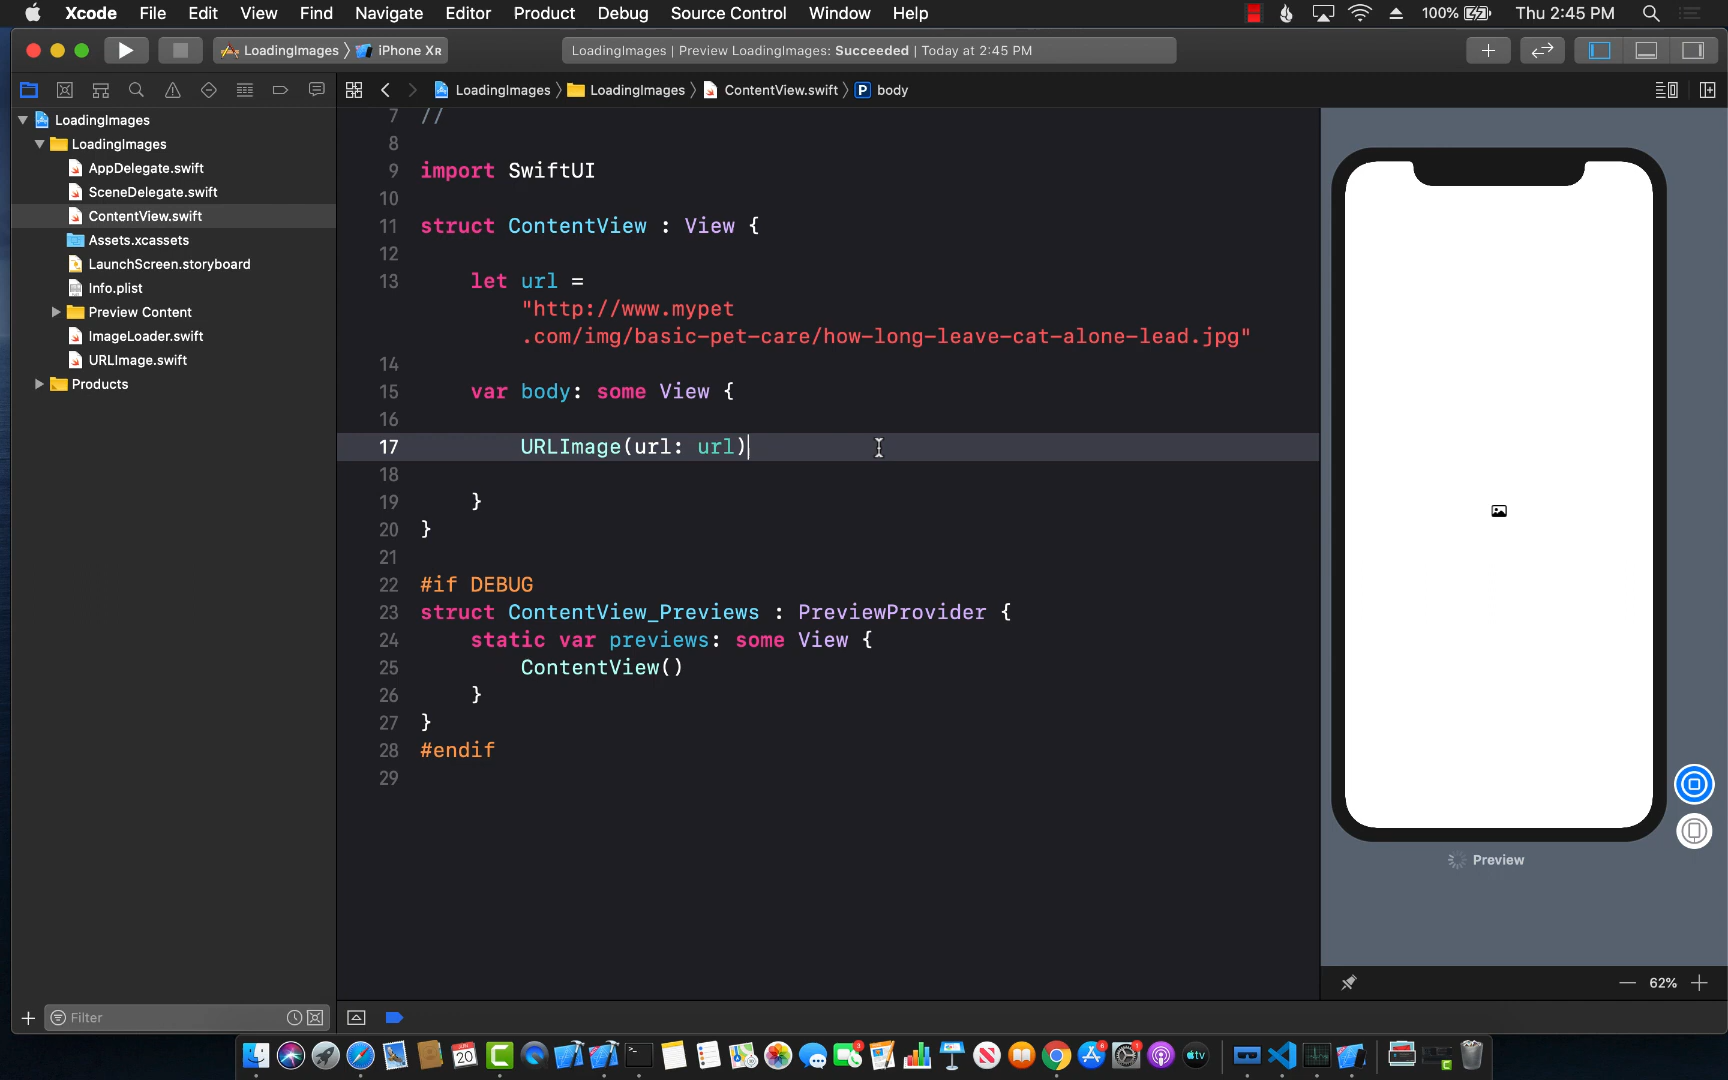 Xcode File Edit View Find Navigate Editor Product Debug Source Control Window Help 100% Thu 2:45 PM
LoadingImages iPhone XR LoadingImages | Preview LoadingImages: Succeeded | Today at 2:45 PM
LoadingImages LoadingImages ContentView.swift P body
LoadingImages
LoadingImages
AppDelegate.swift
SceneDelegate.swift
ContentView.swift
Assets.xcassets
LaunchScreen.storyboard
Info.plist
Preview Content
ImageLoader.swift
URLImage.swift
Products
Filter
7 //
8
9 import SwiftUI
10
11 struct ContentView : View {
12
13 let url =
"http://www.mypet
.com/img/basic-pet-care/how-long-leave-cat-alone-lead.jpg"
14
15 var body: some View {
16
17 URLImage(url: url)
18
19 }
20 }
21
22 #if DEBUG
23 struct ContentView_Previews : PreviewProvider {
24 static var previews: some View {
25 ContentView()
26 }
27 }
28 #endif
29
Preview
62%